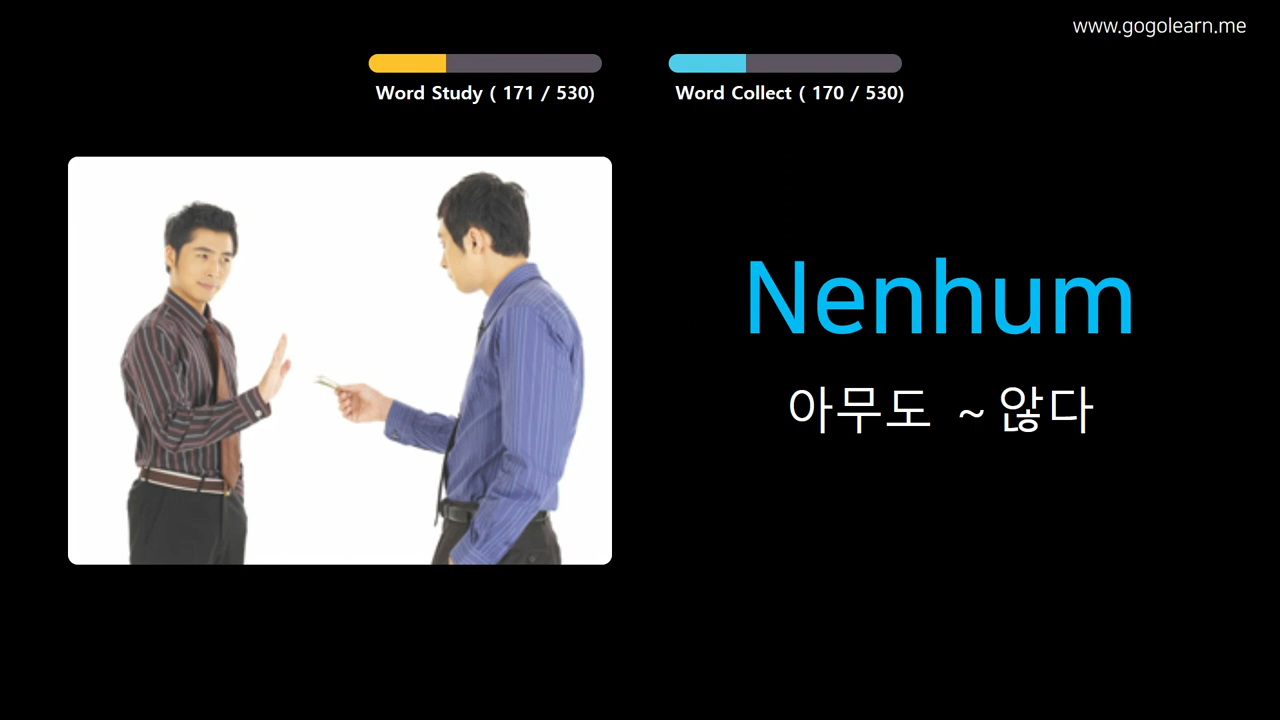 www.gogolearn.me
Word Study ( 171 / 530)
Word Collect ( 170 / 530)
Nenhum
아무도 ~ 않다